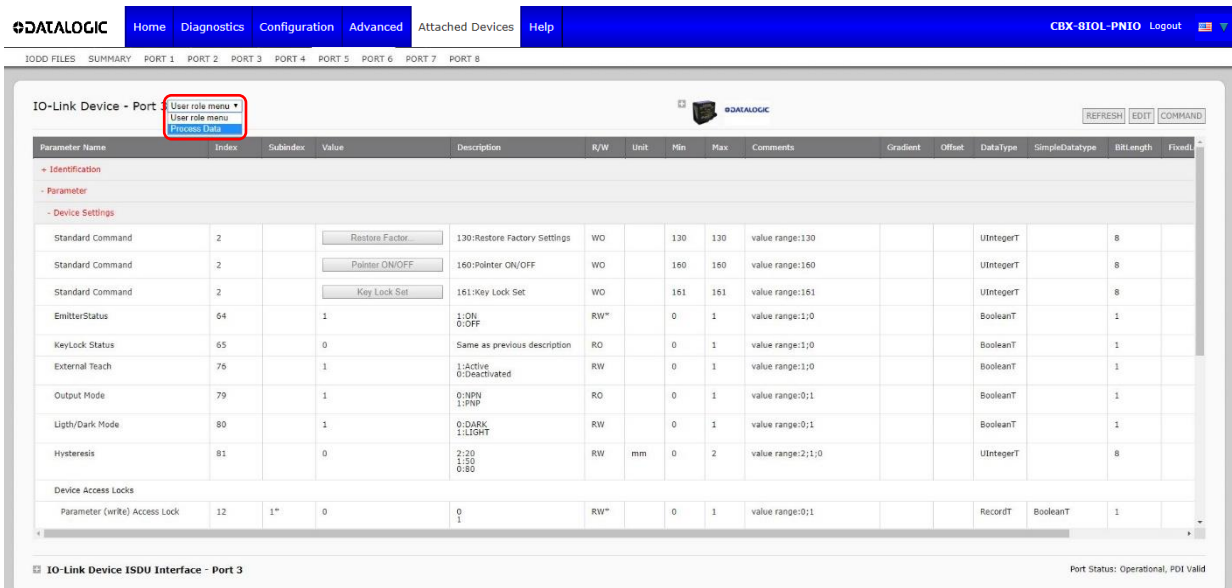 DATALOGIC Home Diagnostics Configuration Advanced Attached Devices Help CBX-8IOL-PNIO Logout
IODD FILES SUMMARY PORT 1 PORT 2 PORT 3 PORT 4 PORT 5 PORT 6 PORT 7 PORT 8
IO-Link Device - Port 3 User role menu DATALOGIC REFRESH EDIT COMMAND
User role menu
Process Data
Parameter Name Index Subindex Value Description R/W Unit Min Max Comments Gradient Offset DataType SimpleDatatype BitLength FixedL
+ Identification
- Parameter
- Device Settings
Standard Command 2 Restore Factor... 130:Restore Factory Settings WO 130 130 value range:130 UIntegerT 8
Standard Command 2 Pointer ON/OFF 160:Pointer ON/OFF WO 160 160 value range:160 UIntegerT 8
Standard Command 2 Key Lock Set 161:Key Lock Set WO 161 161 value range:161 UIntegerT 8
EmitterStatus 64 1 1:ON RW* 0 1 value range:1;0 BooleanT 1
0:OFF
KeyLock Status 65 0 Same as previous description RO 0 1 value range:1;0 BooleanT 1
External Teach 76 1 1:Active RW 0 1 value range:1;0 BooleanT 1
0:Deactivated
Output Mode 79 1 0:NPN RO 0 1 value range:0;1 BooleanT 1
1:PNP
Ligth/Dark Mode 80 1 0:DARK RW 0 1 value range:0;1 BooleanT 1
1:LIGHT
Hysteresis 81 0 2:20 RW mm 0 2 value range:2;1;0 UIntegerT 8
1:50
0:80
Device Access Locks
Parameter (write) Access Lock 12 1* 0 0 RW* 0 1 value range:0;1 RecordT BooleanT 1
1
IO-Link Device ISDU Interface - Port 3 Port Status: Operational, PDI Valid